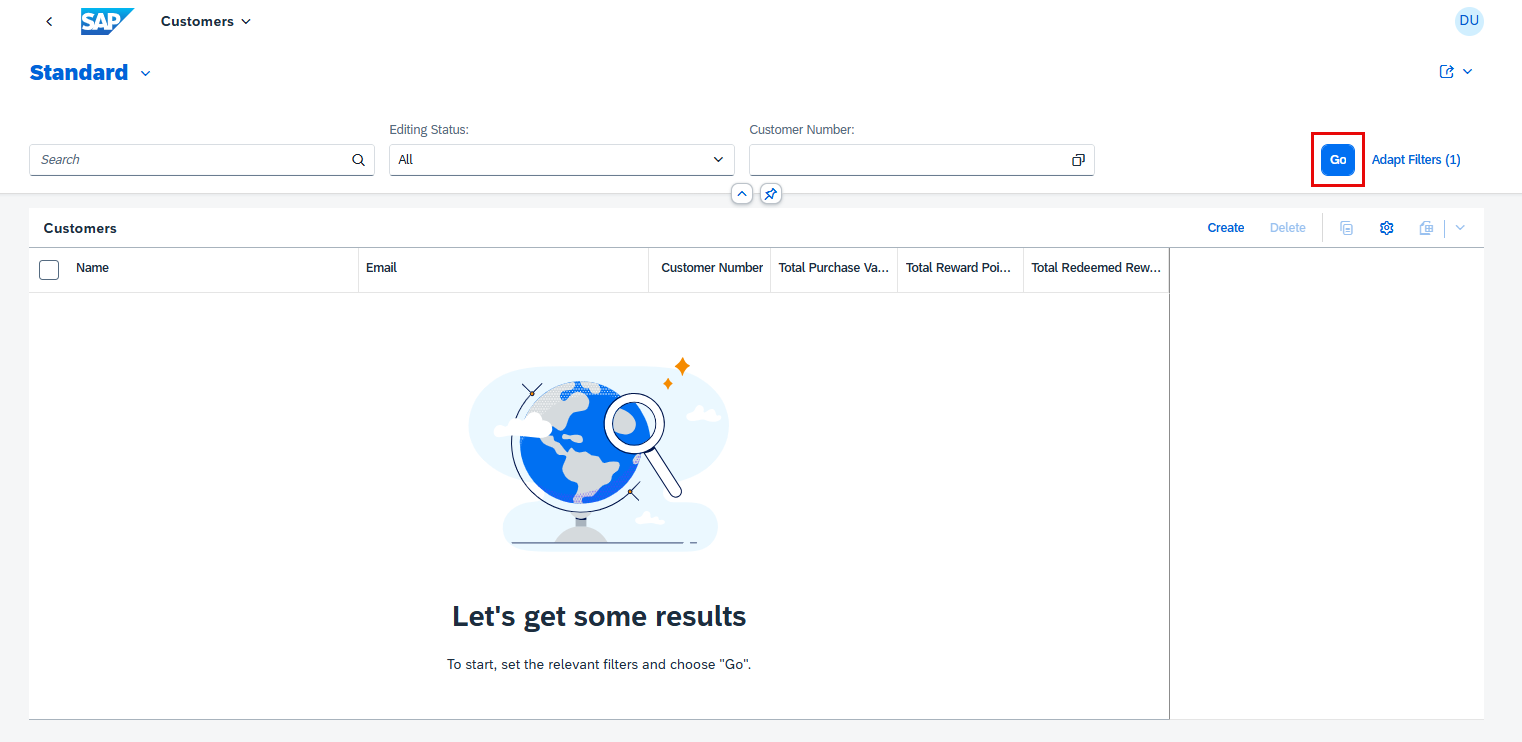 SAP Customers DU
Standard
Editing Status: Customer Number:
Search All Go Adapt Filters (1)
Customers Create Delete
Name Email Customer Number Total Purchase Va... Total Reward Poi... Total Redeemed Rew...
Let's get some results
To start, set the relevant filters and choose "Go".